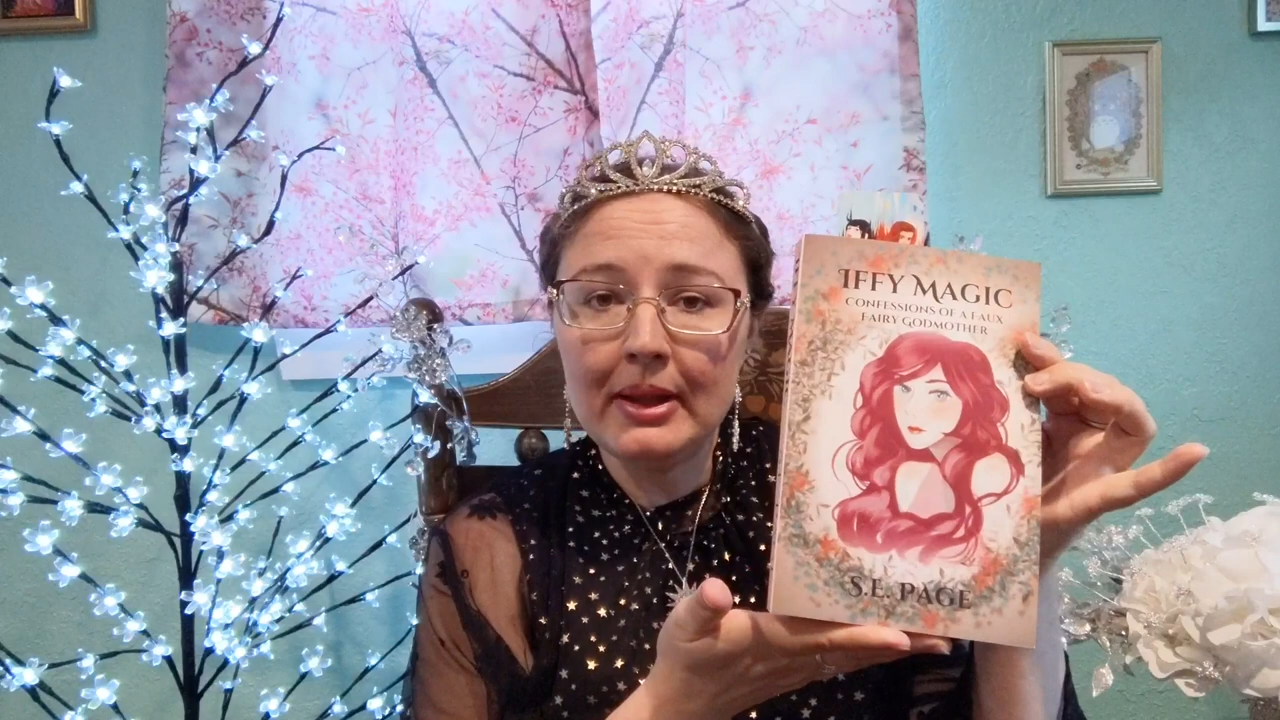 IFFY MAGIC
CONFESSIONS OF A FAUX
FAIRY GODMOTHER
S.E. PAGE